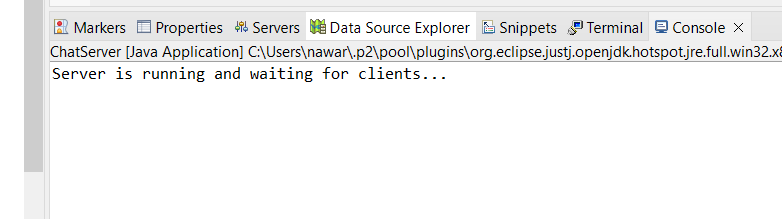 Markers Properties Servers Data Source Explorer Snippets Terminal Console
ChatServer [Java Application] C:\Users\nawar\.p2\pool\plugins\org.eclipse.justj.openjdk.hotspot.jre.full.win32.x
Server is running and waiting for clients...